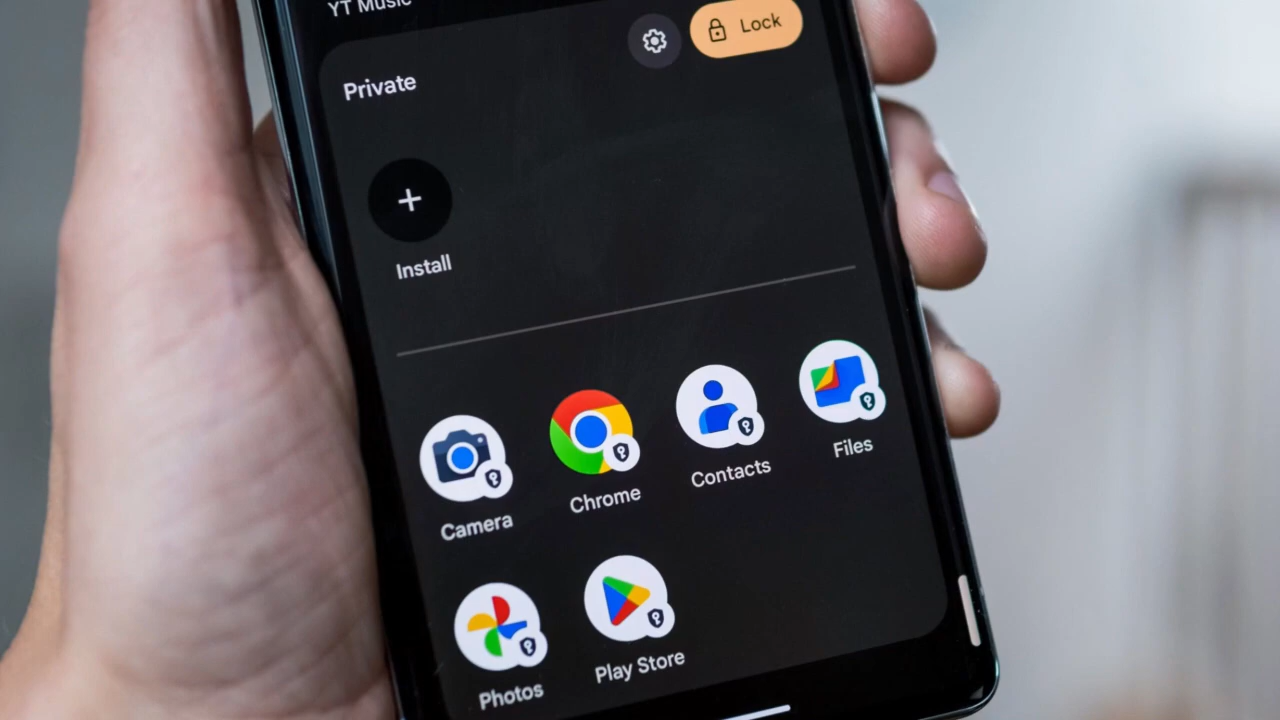 YT Music
Lock
Private
Install
Camera
Chrome
Contacts
Files
Photos
Play Store